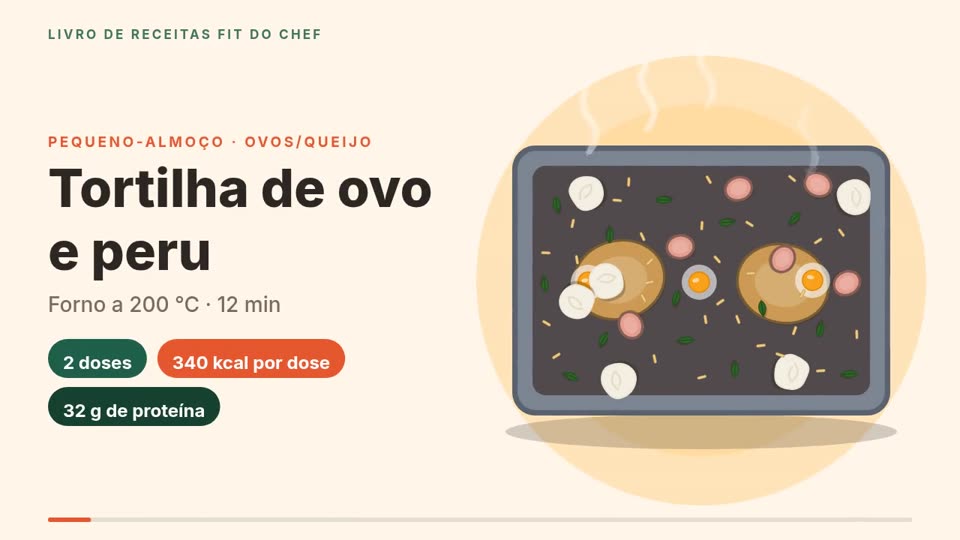 LIVRO DE RECEITAS FIT DO CHEF
PEQUENO-ALMOÇO · OVOS/QUEIJO
Tortilha de ovo
e peru
Forno a 200 °C · 12 min
2 doses
340 kcal por dose
32 g de proteína